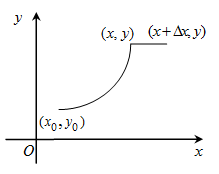 y
(x, y) (x+Δx, y)
(x₀, y₀)
O x